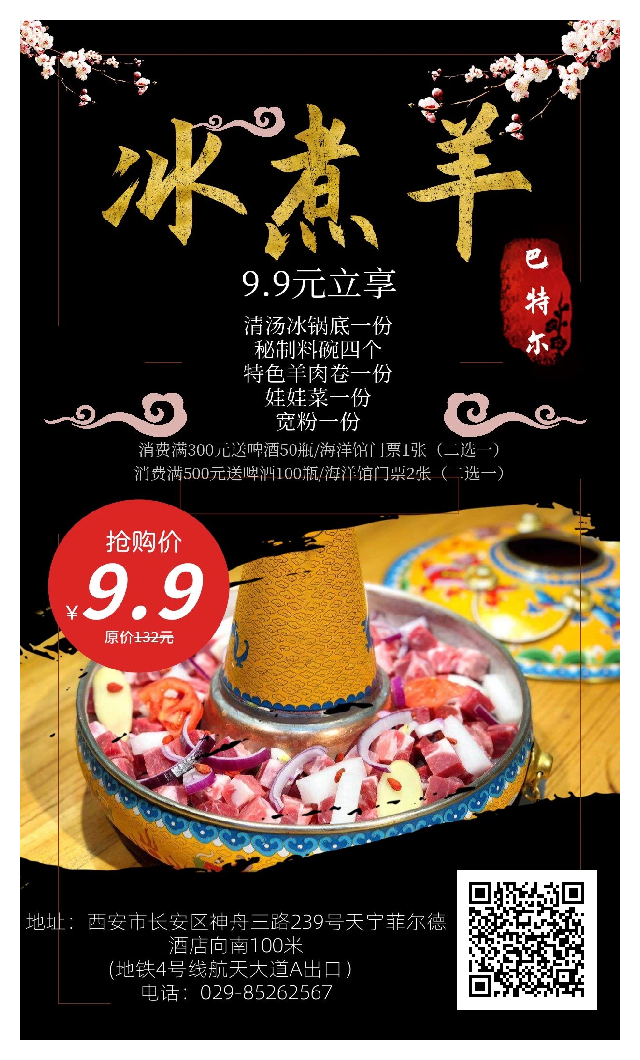 冰煮羊
巴特尔
9.9元立享
清汤冰锅底一份
秘制料碗四个
特色羊肉卷一份
娃娃菜一份
宽粉一份
消费满300元送啤酒50瓶/海洋馆门票1张（二选一）
消费满500元送啤酒100瓶/海洋馆门票2张（二选一）
抢购价
¥9.9
原价132元
地址：西安市长安区神舟三路239号天宇菲尔德
酒店向南100米
(地铁4号线航天大道A出口)
电话：029-85262567